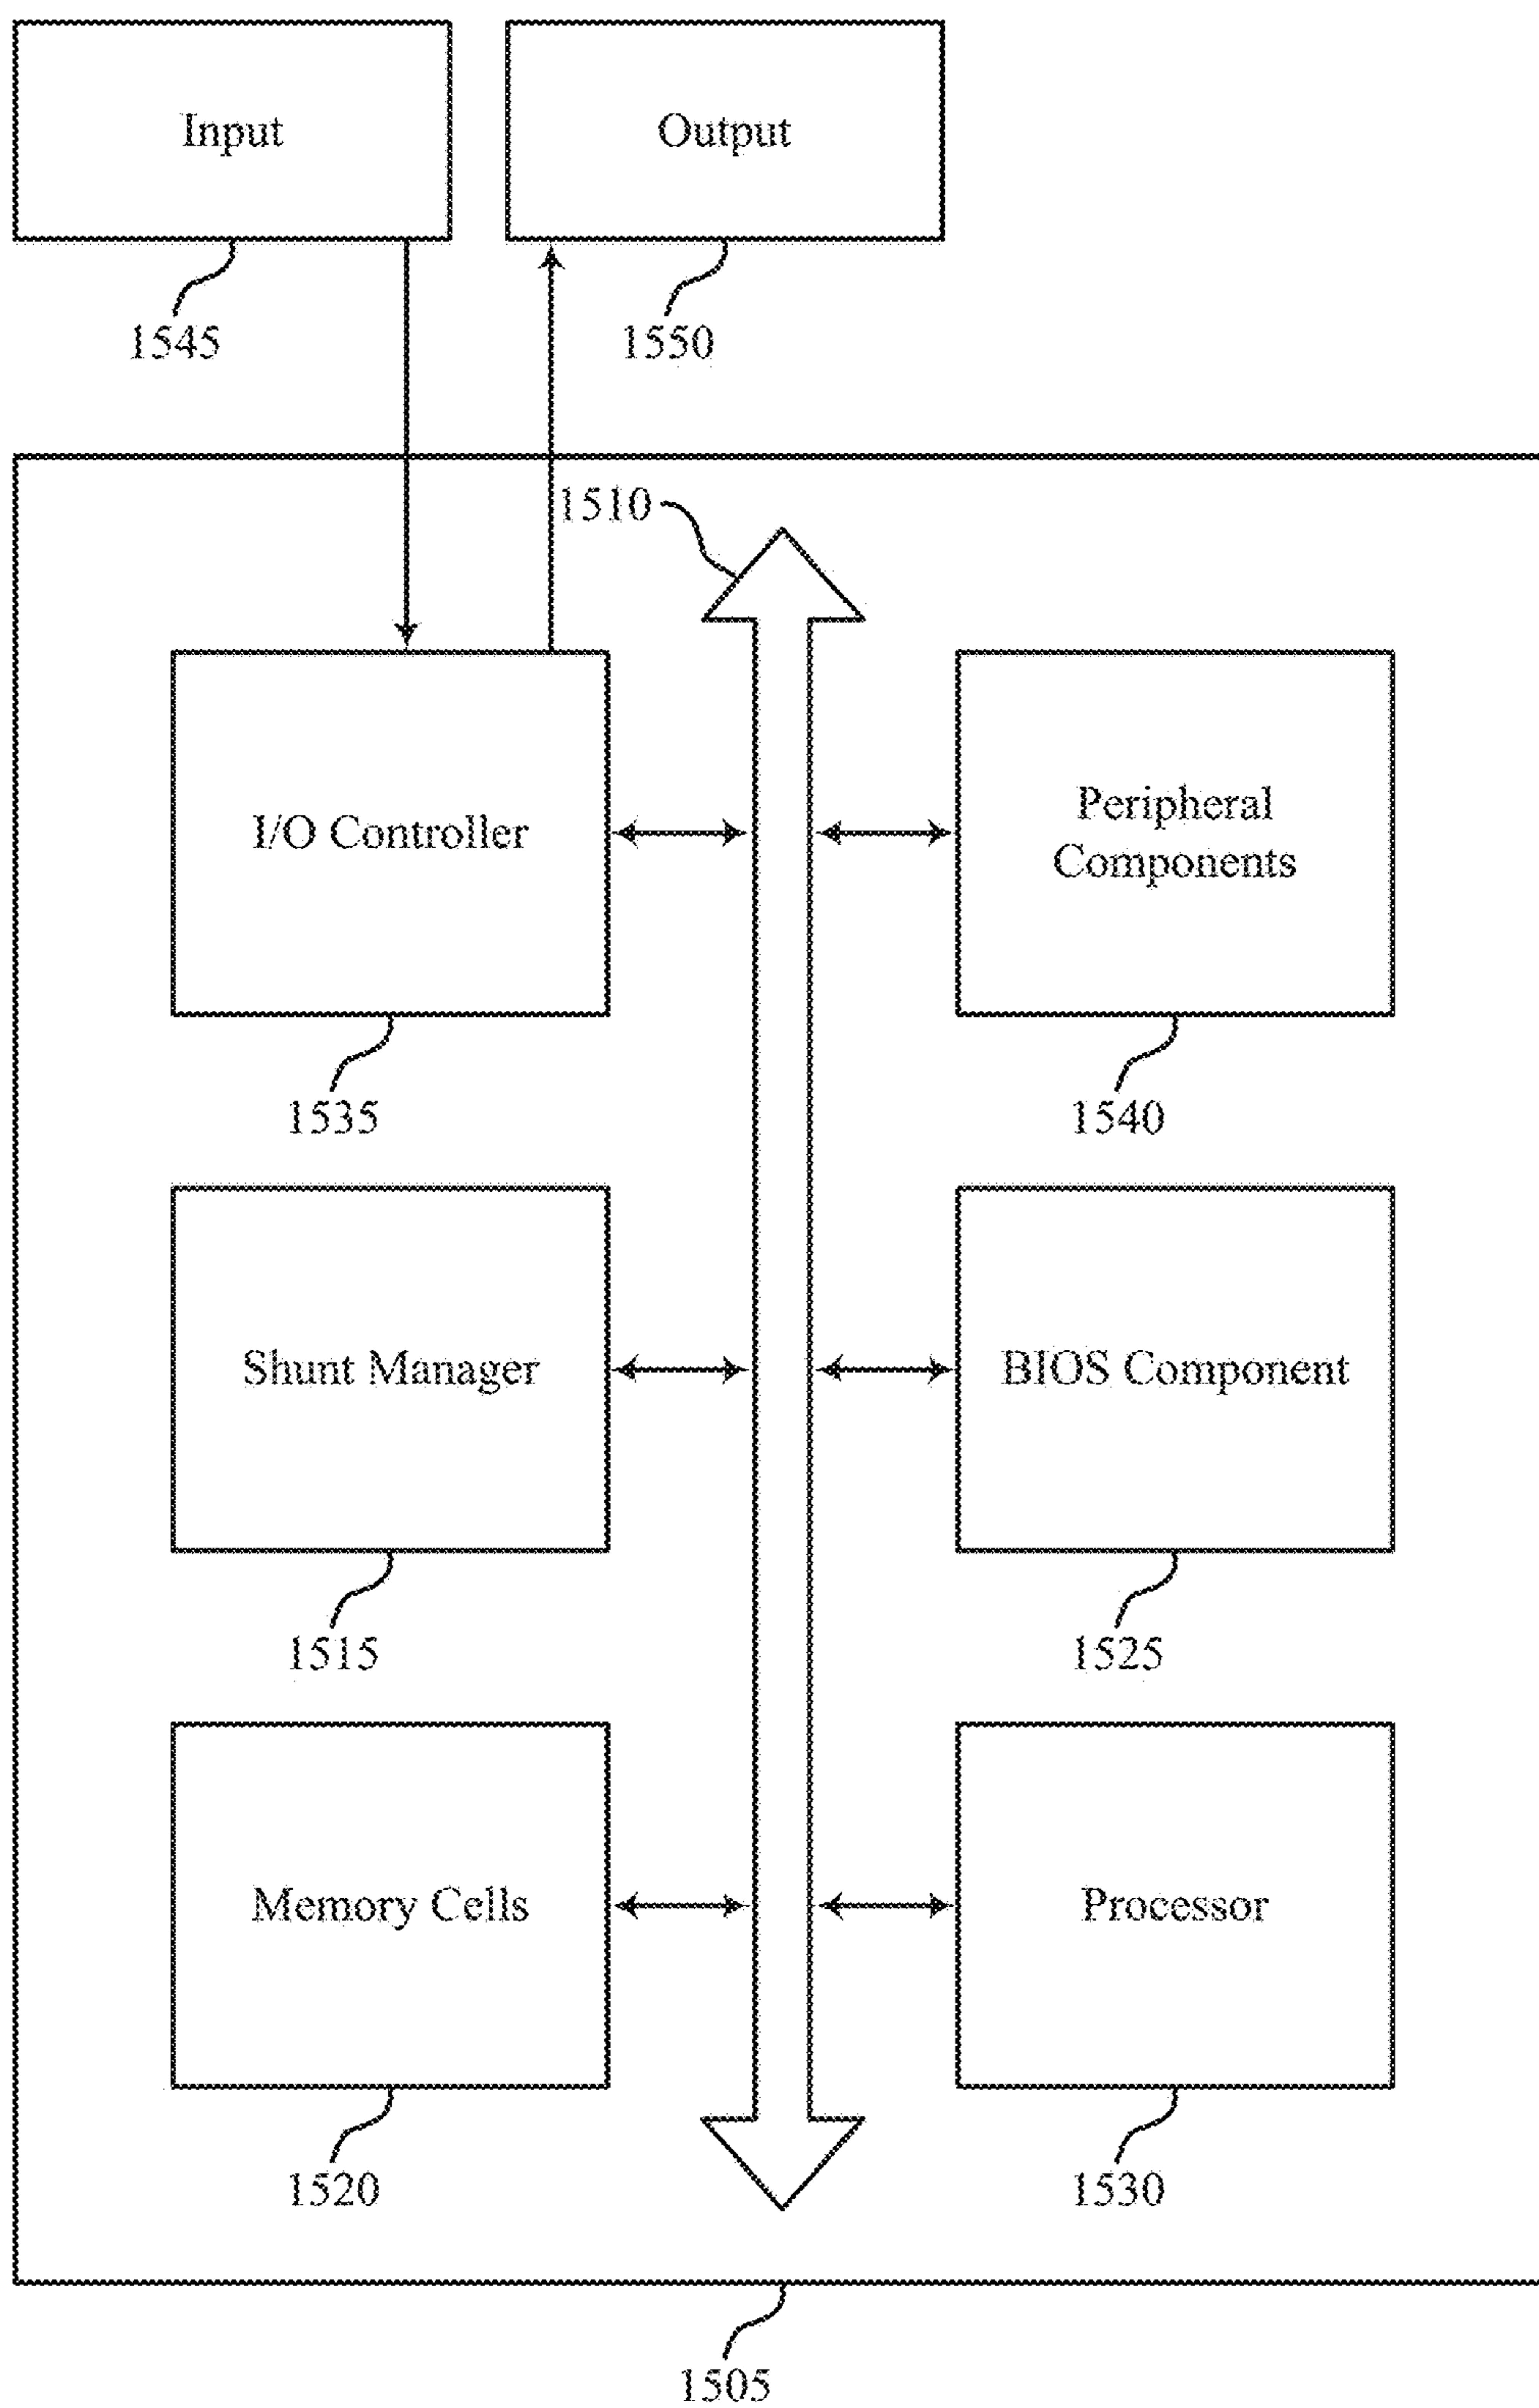 Input
Output
1545
1550
1510
I/O Controller
Peripheral
Components
1535
1540
Shunt Manager
BIOS Component
1515
1525
Memory Cells
Processor
1520
1530
1505